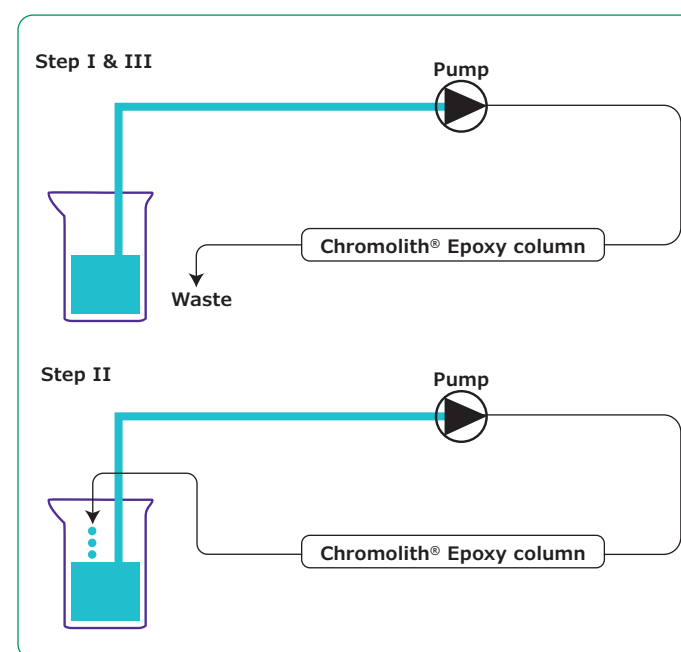 Step I & III
Pump
Chromolith® Epoxy column
Waste
Step II
Pump
Chromolith® Epoxy column